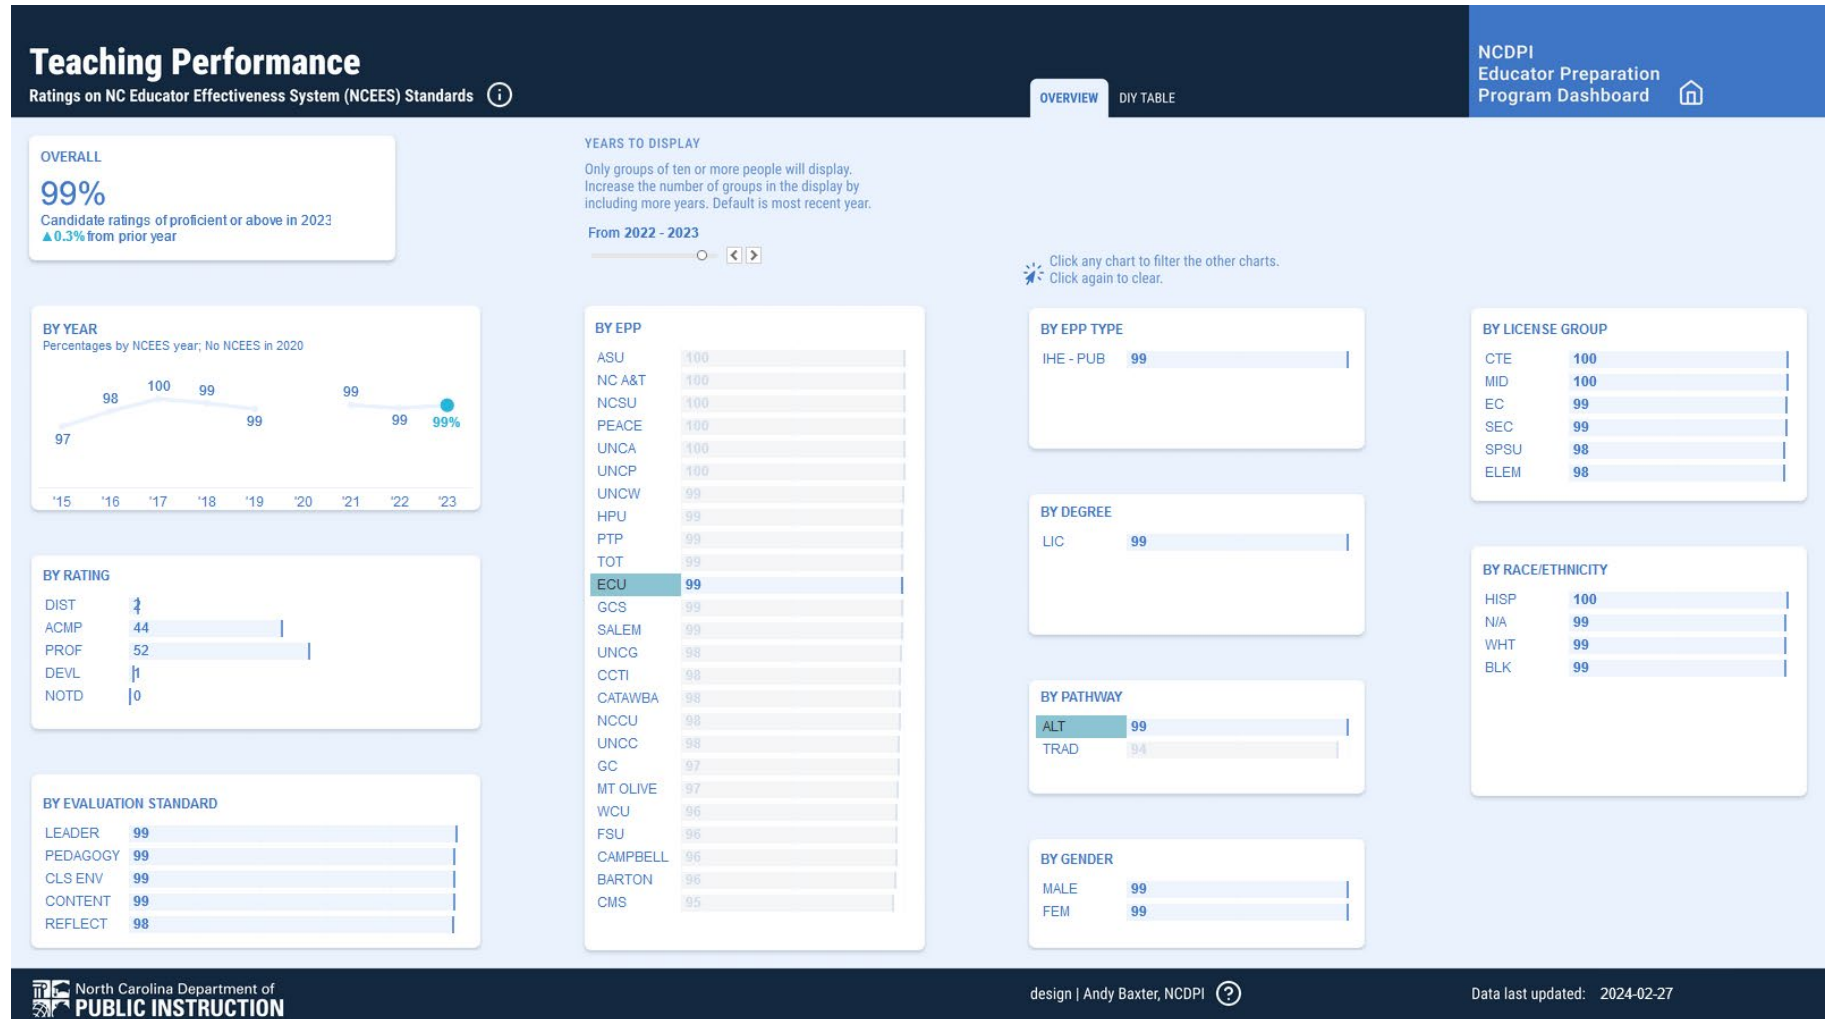 Teaching Performance
Ratings on NC Educator Effectiveness System (NCEES) Standards
OVERVIEW
DIY TABLE
NCDPI
Educator Preparation
Program Dashboard
OVERALL
99%
Candidate ratings of proficient or above in 2023
▲0.3% from prior year
YEARS TO DISPLAY
Only groups of ten or more people will display.
Increase the number of groups in the display by
including more years. Default is most recent year.
From 2022 - 2023
Click any chart to filter the other charts.
Click again to clear.
BY YEAR
Percentages by NCEES year; No NCEES in 2020
97 98 100 99 99 99 99 99%
'15 '16 '17 '18 '19 '20 '21 '22 '23
BY RATING
DIST 2
ACMP 44
PROF 52
DEVL 1
NOTD 0
BY EVALUATION STANDARD
LEADER 99
PEDAGOGY 99
CLS ENV 99
CONTENT 99
REFLECT 98
BY EPP
ASU 100
NC A&T 100
NCSU 100
PEACE 100
UNCA 100
UNCP 100
UNCW 99
HPU 99
PTP 99
TOT 99
ECU 99
GCS 99
SALEM 99
UNCG 98
CCTI 98
CATAWBA 98
NCCU 98
UNCC 98
GC 97
MT OLIVE 97
WCU 96
FSU 96
CAMPBELL 96
BARTON 96
CMS 95
BY EPP TYPE
IHE - PUB 99
BY DEGREE
LIC 99
BY PATHWAY
ALT 99
TRAD 94
BY GENDER
MALE 99
FEM 99
BY LICENSE GROUP
CTE 100
MID 100
EC 99
SEC 99
SPSU 98
ELEM 98
BY RACE/ETHNICITY
HISP 100
N/A 99
WHT 99
BLK 99
North Carolina Department of
PUBLIC INSTRUCTION
design | Andy Baxter, NCDPI
Data last updated: 2024-02-27